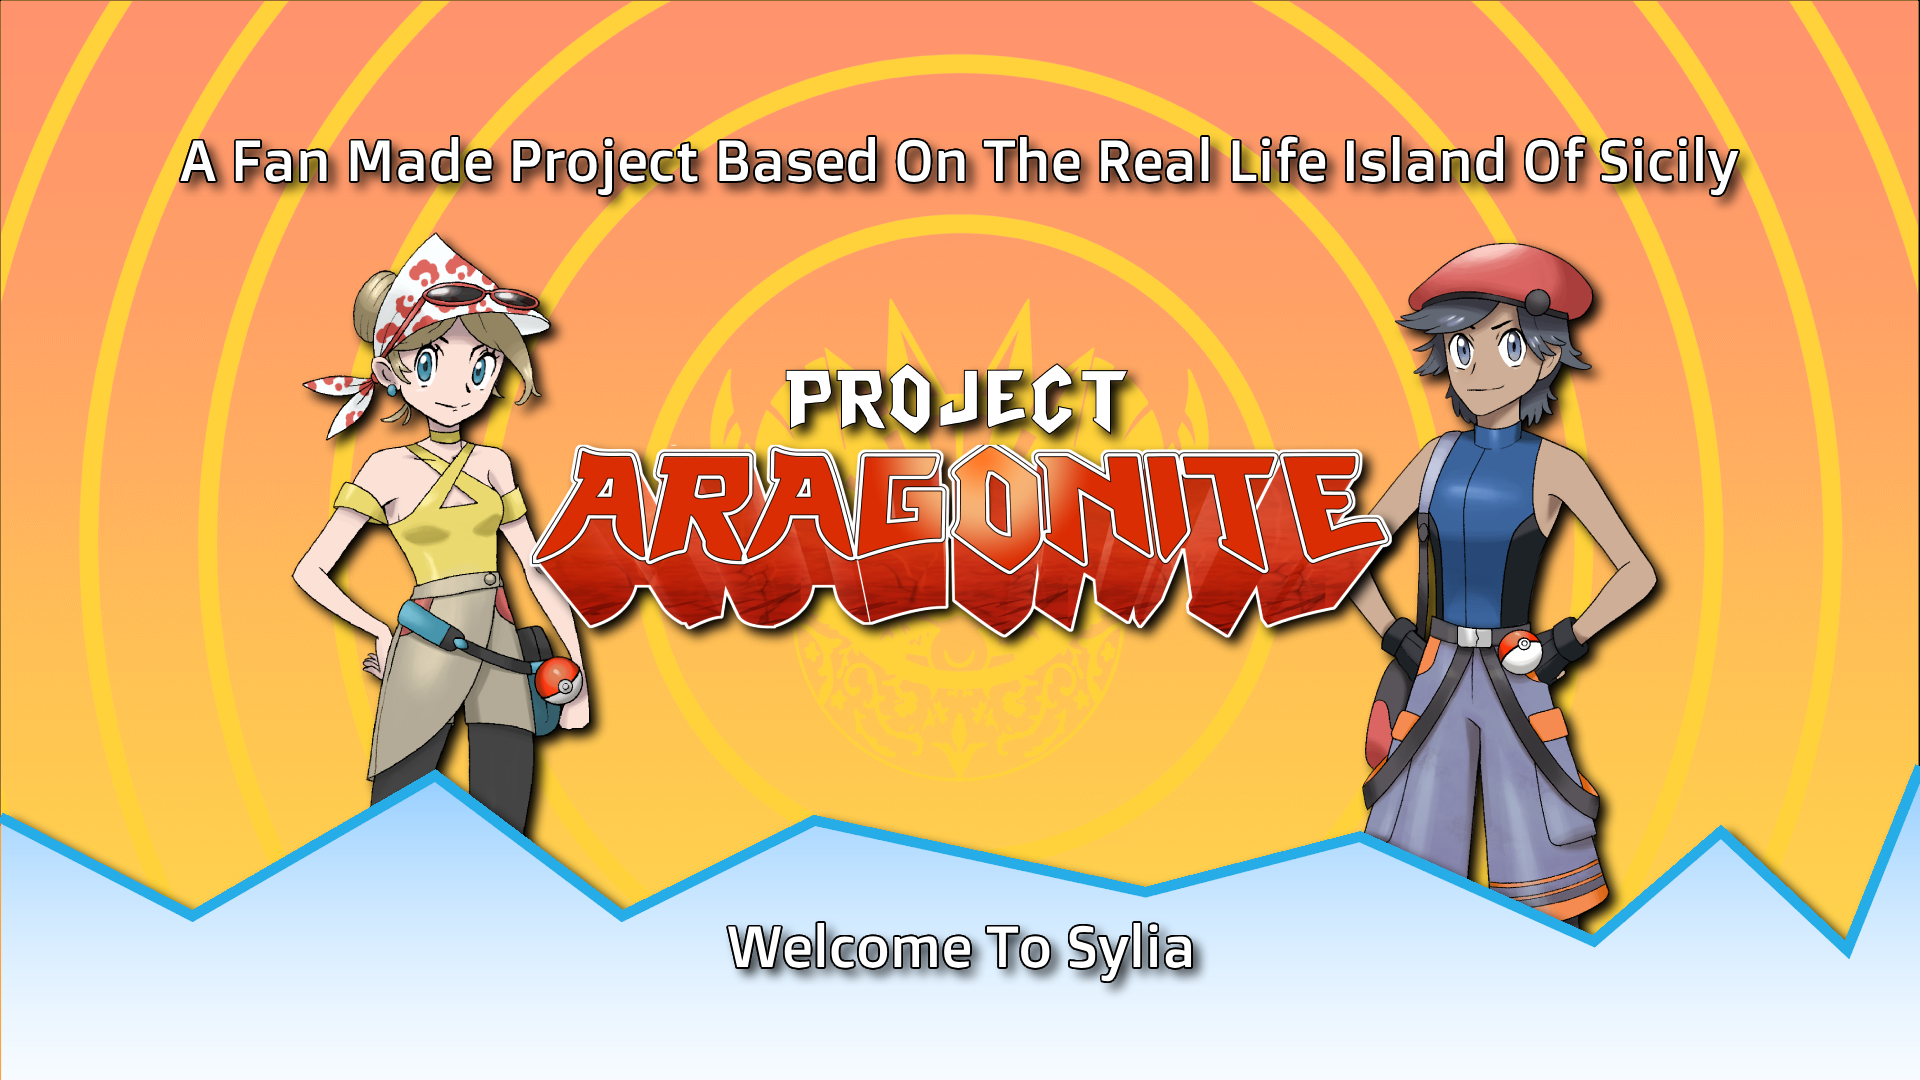 A Fan Made Project Based On The Real Life Island Of Sicily
PROJECT
ARAGONITE
Welcome To Sylia